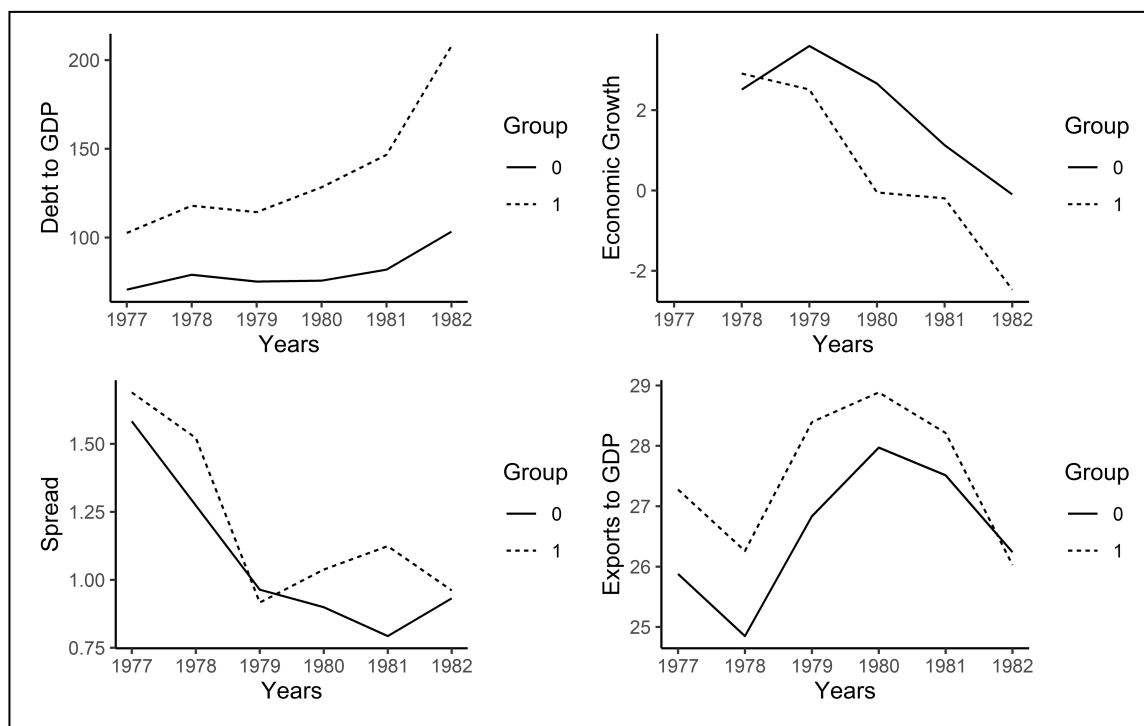 Debt to GDP
200
150
100
1977 1978 1979 1980 1981 1982
Years
Group
0
1
Economic Growth
2
0
-2
1977 1978 1979 1980 1981 1982
Years
Group
0
1
Spread
1.50
1.25
1.00
0.75
1977 1978 1979 1980 1981 1982
Years
Group
0
1
Exports to GDP
29
28
27
26
25
1977 1978 1979 1980 1981 1982
Years
Group
0
1